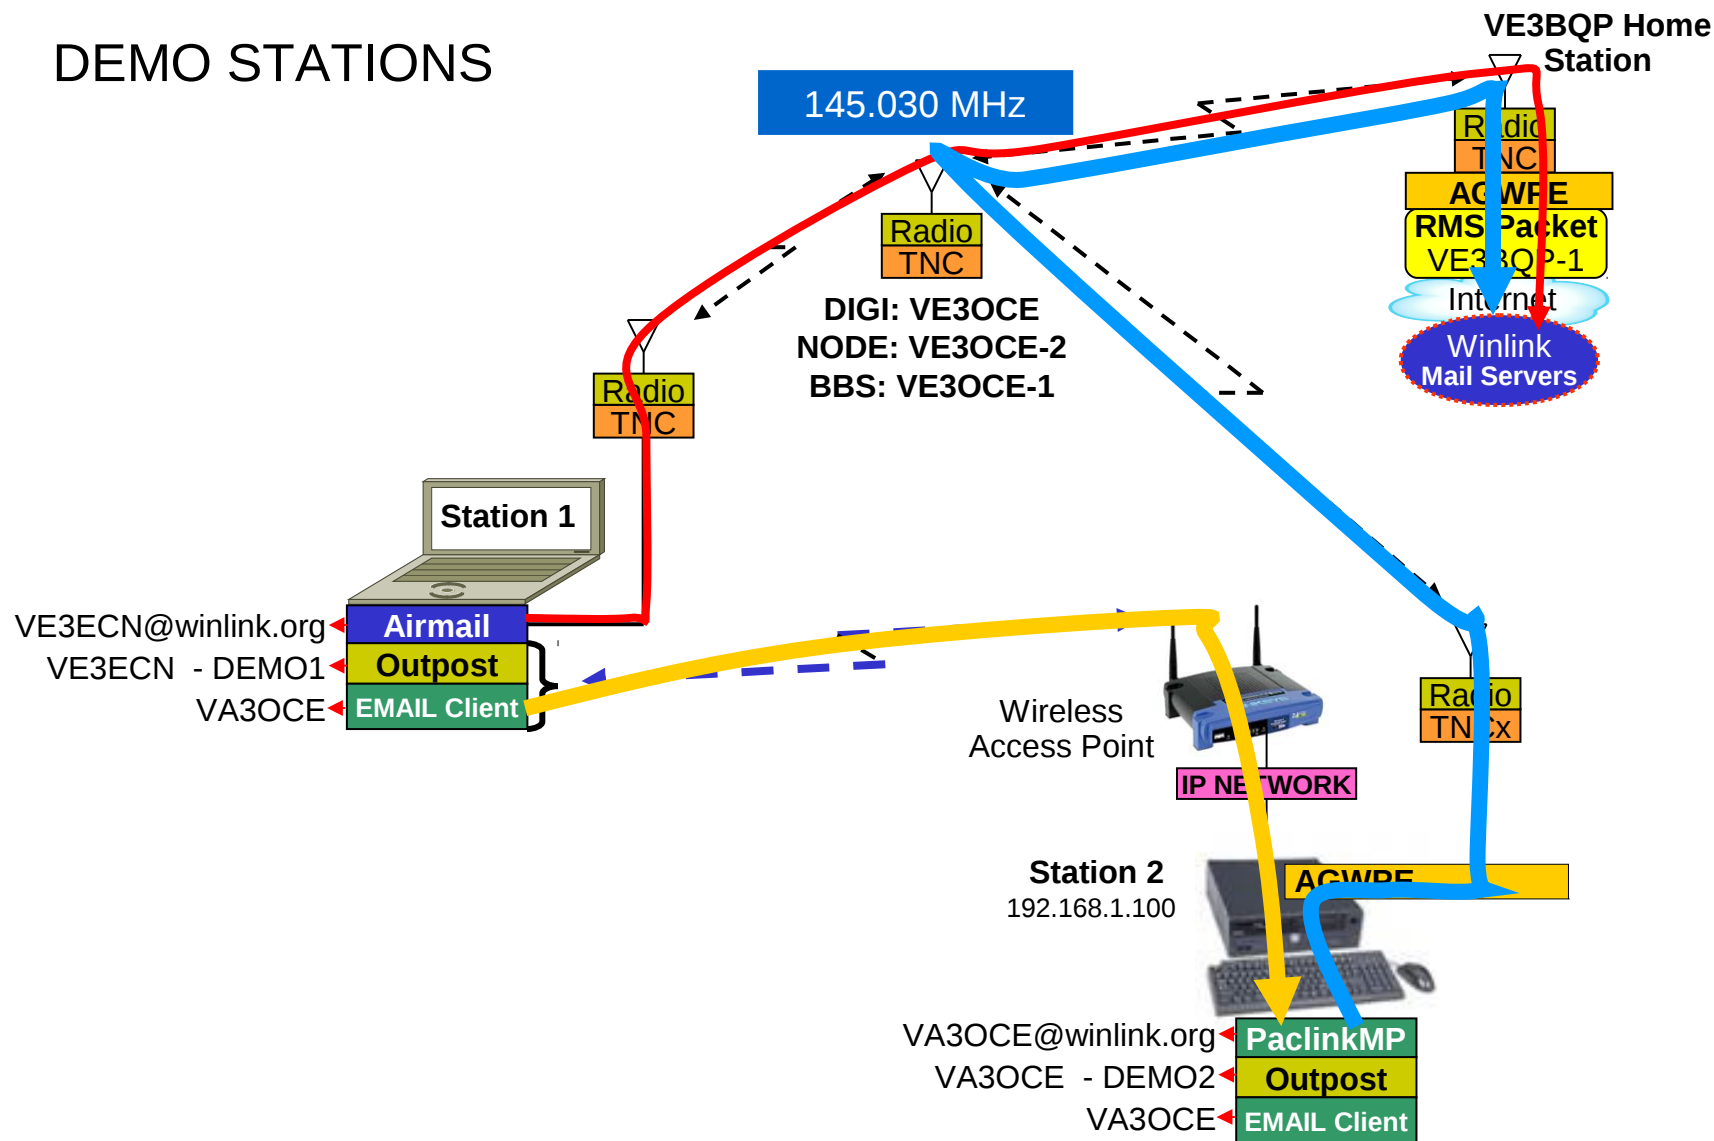 DEMO STATIONS
VE3BQP Home
Station
145.030 MHz
Radio
TNC
AGWPE
RMS Packet
VE3BQP-1
Internet
Winlink
Mail Servers
Radio
TNC
DIGI: VE3OCE
NODE: VE3OCE-2
BBS: VE3OCE-1
Radio
TNC
Station 1
VE3ECN@winlink.org
Airmail
VE3ECN - DEMO1
Outpost
VA3OCE
EMAIL Client
Wireless
Access Point
IP NETWORK
Radio
TNCx
Station 2
192.168.1.100
AGWPE
VA3OCE@winlink.org
PaclinkMP
VA3OCE - DEMO2
Outpost
VA3OCE
EMAIL Client